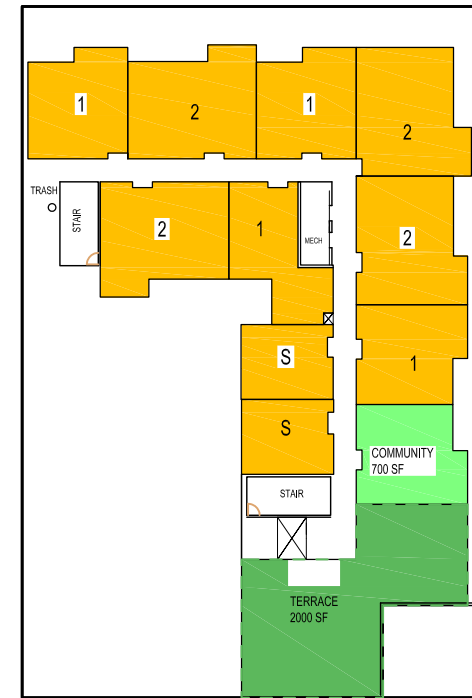 1
2
1
2
TRASH
STAIR
2
1
MECH
2
S
1
S
COMMUNITY
700 SF
STAIR
TERRACE
2000 SF